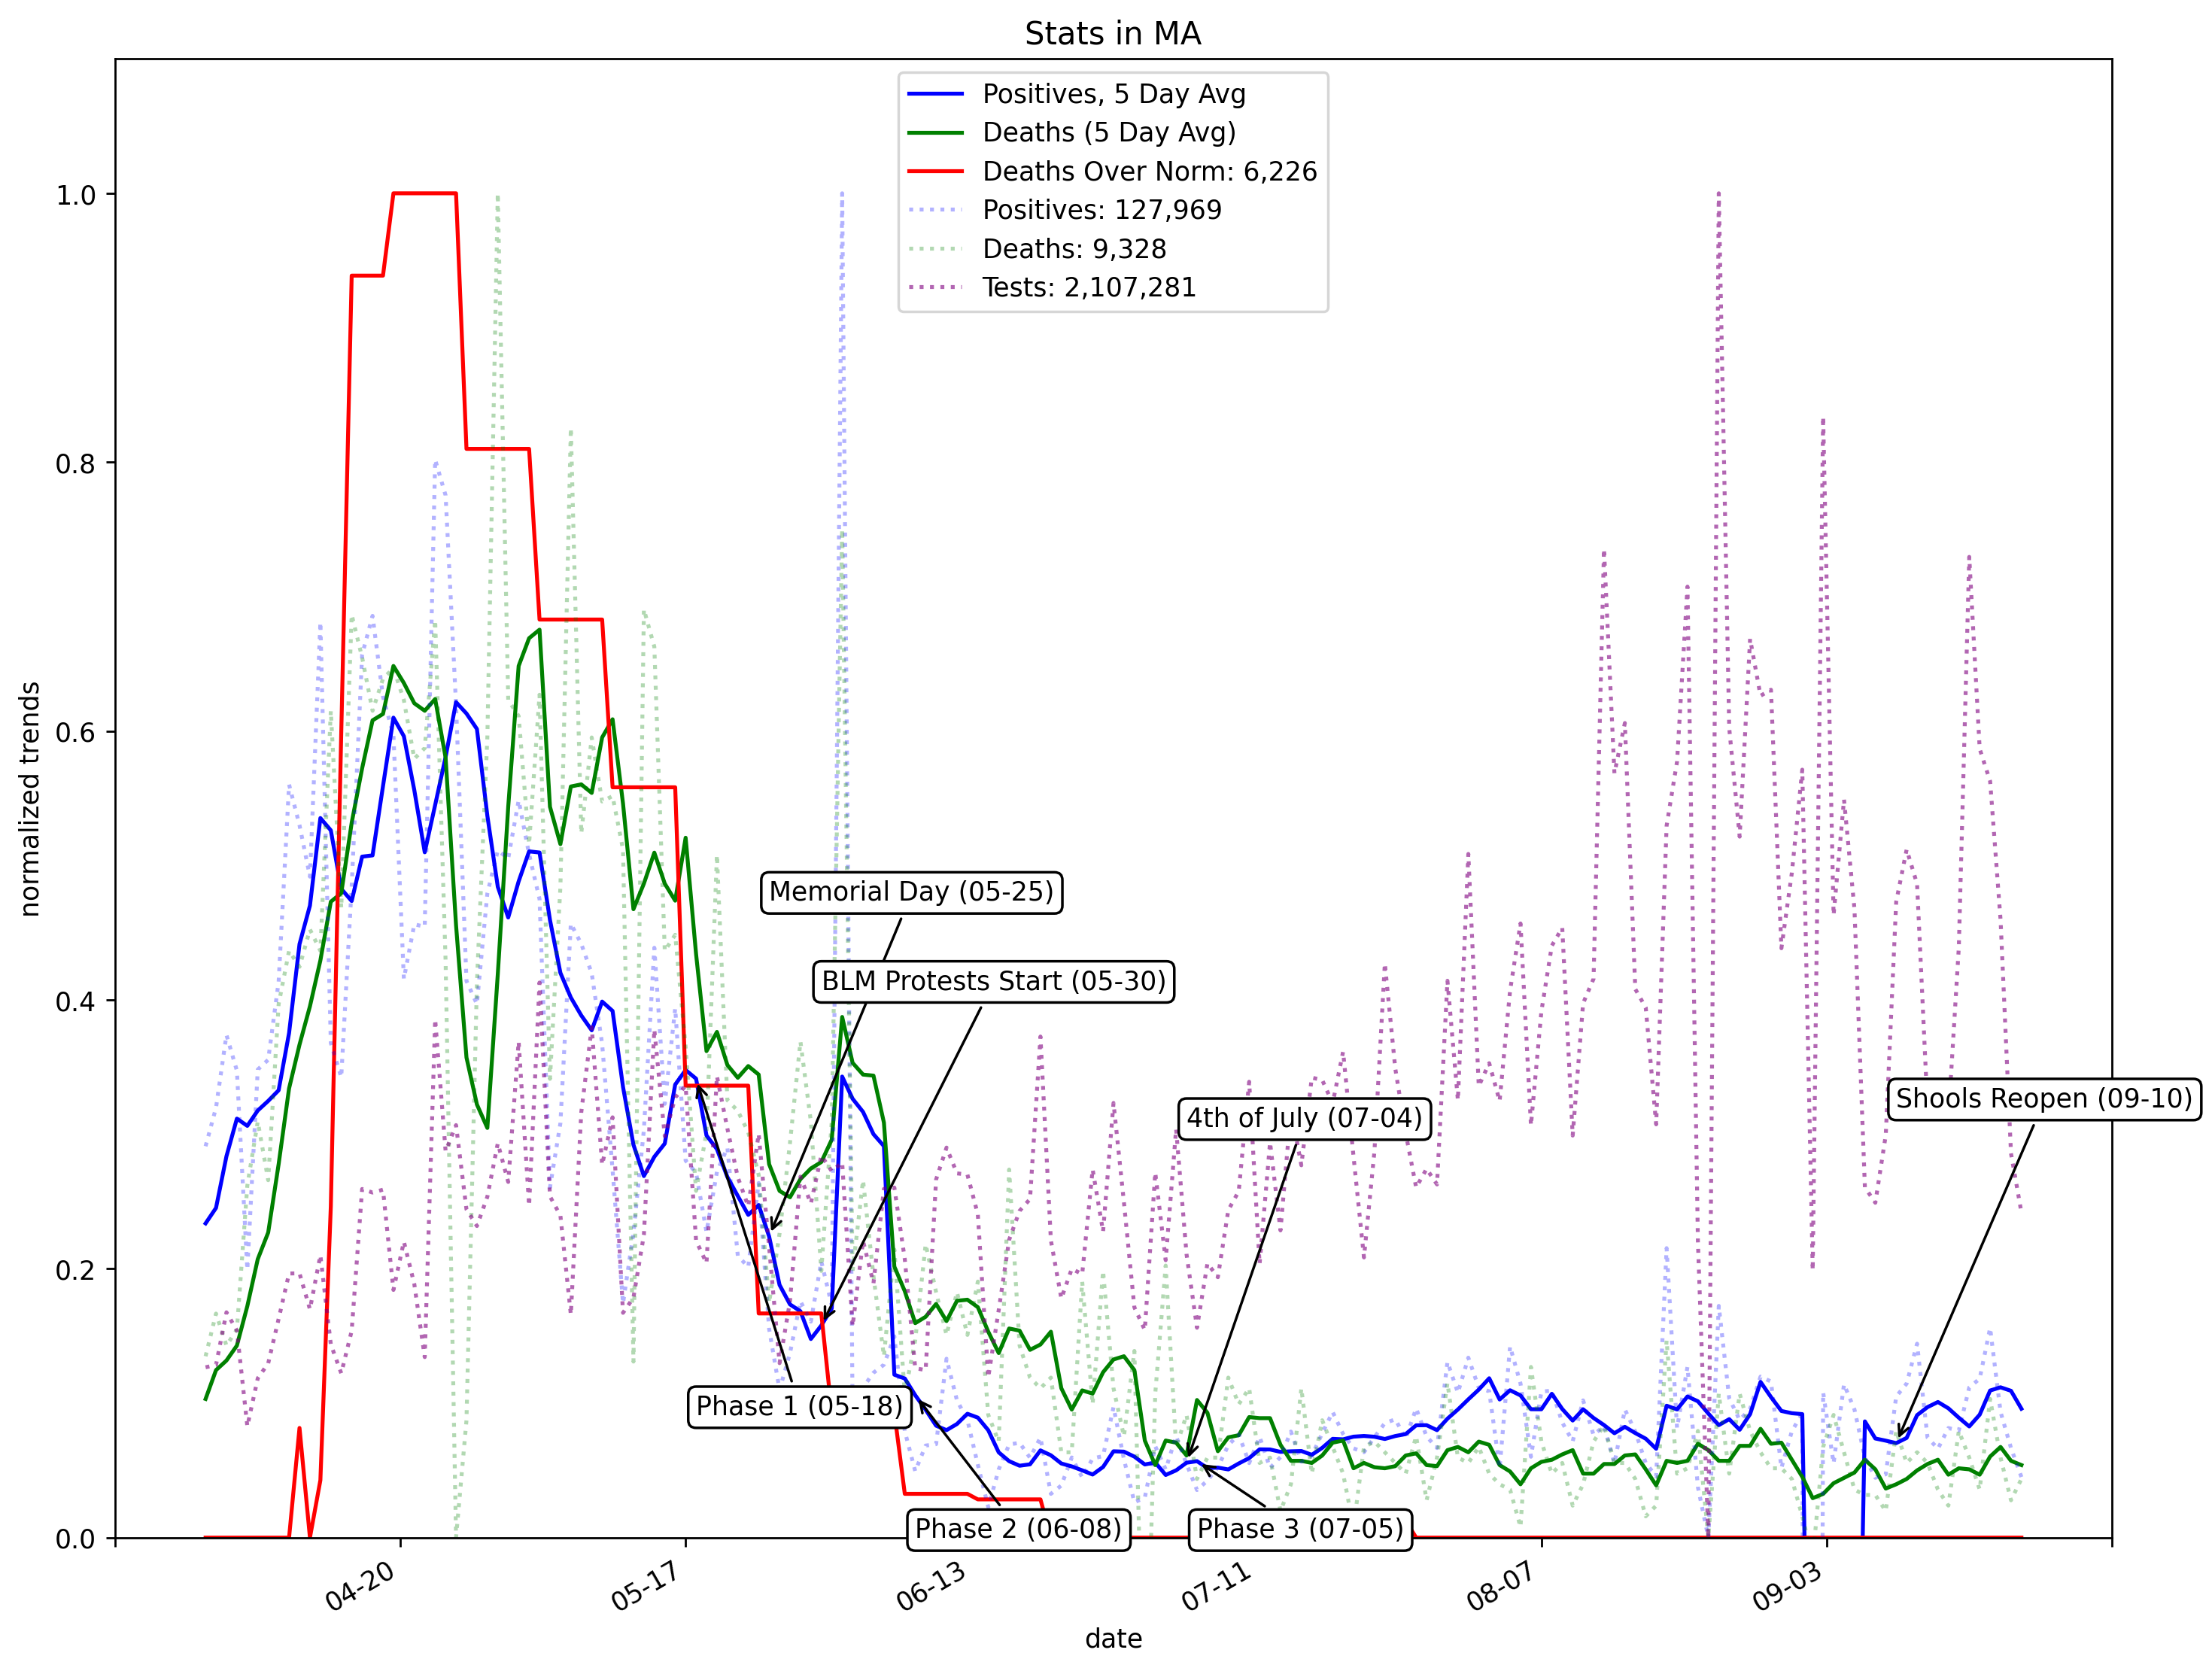 Stats in MA
Positives, 5 Day Avg
Deaths (5 Day Avg)
Deaths Over Norm: 6,226
Positives: 127,969
Deaths: 9,328
Tests: 2,107,281
normalized trends
1.0
0.8
0.6
0.4
0.2
0.0
Memorial Day (05-25)
BLM Protests Start (05-30)
4th of July (07-04)
Shools Reopen (09-10)
Phase 1 (05-18)
Phase 2 (06-08)
Phase 3 (07-05)
04-20
05-17
06-13
07-11
08-07
09-03
date